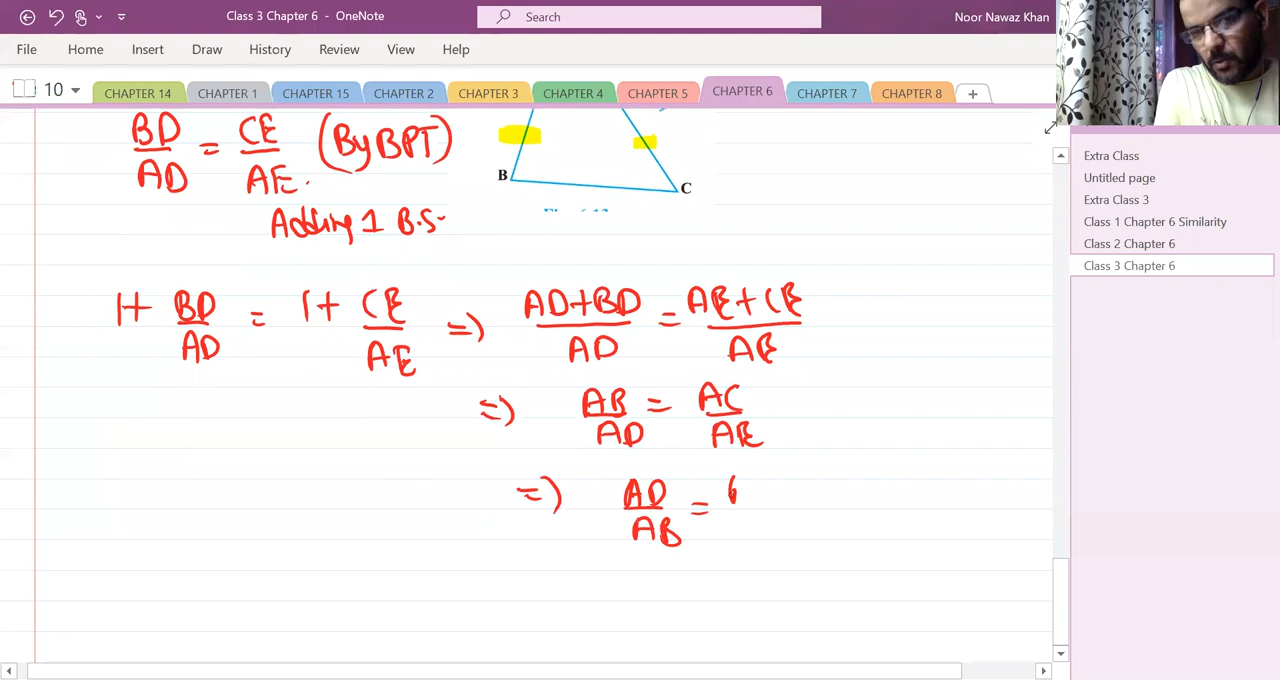 Class 3 Chapter 6 - OneNote
Search
Noor Nawaz Khan
File Home Insert Draw History Review View Help
10 CHAPTER 14 CHAPTER 1 CHAPTER 15 CHAPTER 2 CHAPTER 3 CHAPTER 4 CHAPTER 5 CHAPTER 6 CHAPTER 7 CHAPTER 8 +
BD/AD = CE/AE. (By BPT)
B C
Adding 1 B.S.
1+ BD/AD = 1+ CE/AE => AD+BD/AD = AE+CE/AE
=> AB/AD = AC/AE
=> AD/AB =
Extra Class
Untitled page
Extra Class 3
Class 1 Chapter 6 Similarity
Class 2 Chapter 6
Class 3 Chapter 6